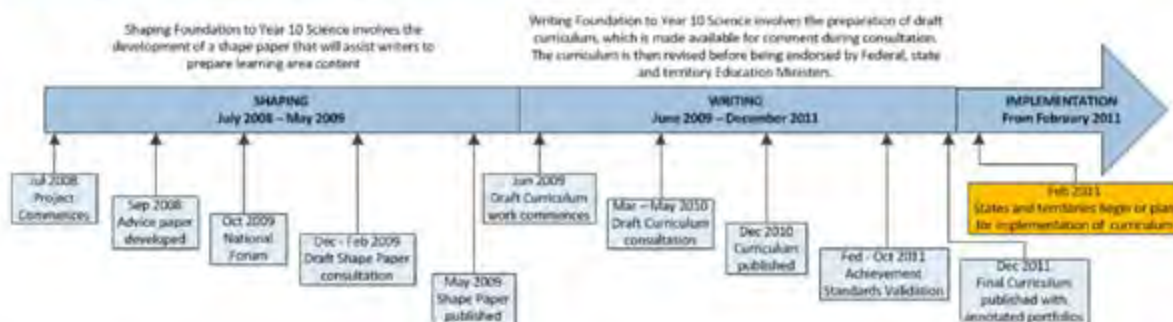 Shaping Foundation to Year 10 Science involves the
development of a shape paper that will assist writers to
prepare learning area content
Writing Foundation to Year 10 Science involves the preparation of draft
curriculum, which is made available for comment during consultation.
The curriculum is then revised before being endorsed by Federal, state
and territory Education Ministers.
SHAPING
July 2008 – May 2009
WRITING
June 2009 – December 2011
IMPLEMENTATION
From February 2011
Jul 2008
Project
Commences
Sep 2008
Advice paper
developed
Oct 2009
National
Forum
Dec - Feb 2009
Draft Shape Paper
consultation
May 2009
Shape Paper
published
Jun 2009
Draft Curriculum
work commences
Mar – May 2010
Draft Curriculum
consultation
Dec 2010
Curriculum
published
Fed - Oct 2011
Achievement
Standards Validation
Feb 2011
States and territories begin or plan
for implementation of curriculum
Dec 2011
Final Curriculum
published with
annotated portfolios